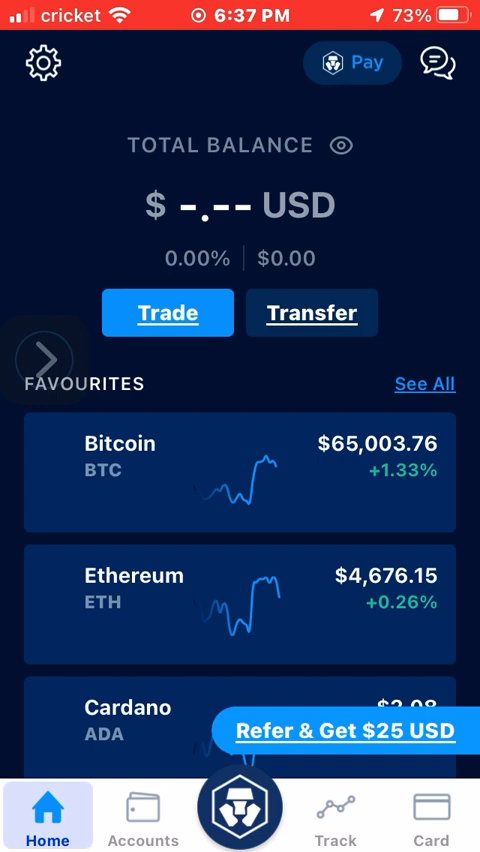 cricket 6:37 PM 73%
Pay
TOTAL BALANCE
$ -.-- USD
0.00% $0.00
Trade Transfer
FAVOURITES See All
Bitcoin $65,003.76
BTC +1.33%
Ethereum $4,676.15
ETH +0.26%
Cardano $2.08
ADA
Refer & Get $25 USD
Home Accounts Track Card